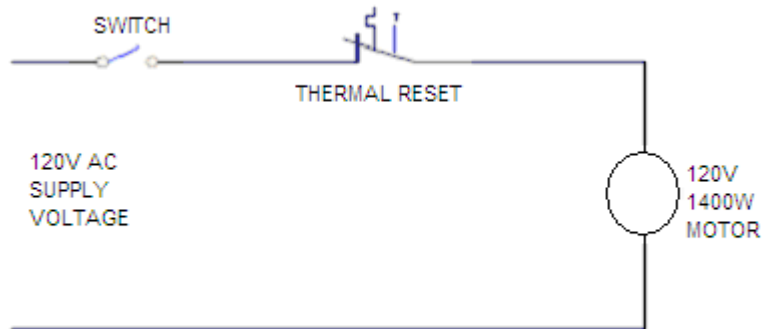 SWITCH
THERMAL RESET
120V AC
SUPPLY
VOLTAGE
120V
1400W
MOTOR